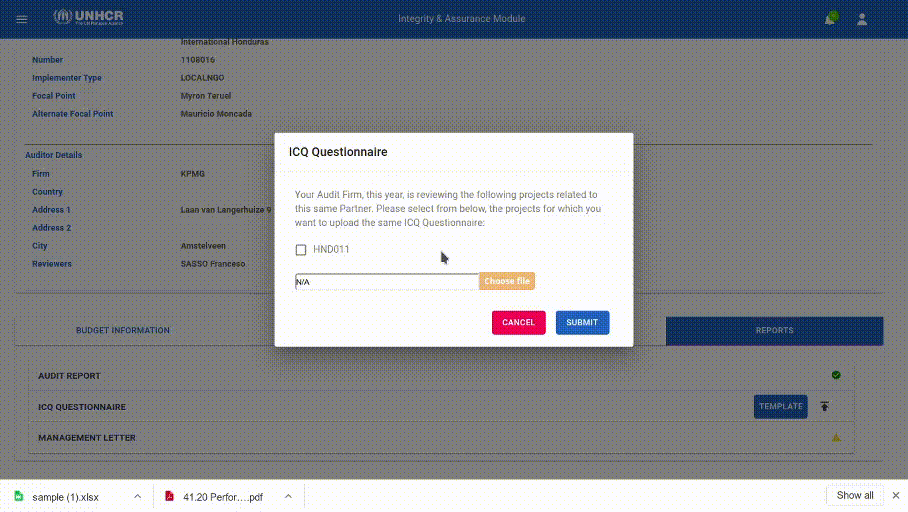 UNHCR
The UN Refugee Agency
Integrity & Assurance Module
International Honduras
Number 1108016
Implementer Type LOCALNGO
Focal Point Myron Teruel
Alternate Focal Point Mauricio Moncada
Auditor Details
Firm KPMG
Country
Address 1 Laan van Langerhuize 9
Address 2
City Amstelveen
Reviewers SASSO Franceso
ICQ Questionnaire
Your Audit Firm, this year, is reviewing the following projects related to
this same Partner. Please select from below, the projects for which you
want to upload the same ICQ Questionnaire:
HND011
N/A Choose file
CANCEL SUBMIT
BUDGET INFORMATION REPORTS
AUDIT REPORT
ICQ QUESTIONNAIRE TEMPLATE
MANAGEMENT LETTER
sample (1).xlsx 41.20 Perfor....pdf Show all